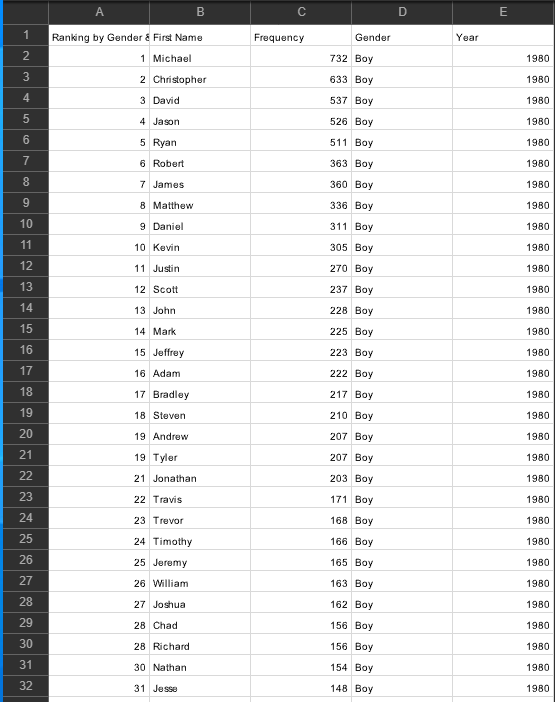 A B C D E
1 Ranking by Gender & First Name Frequency Gender Year
2 1 Michael 732 Boy 1980
3 2 Christopher 633 Boy 1980
4 3 David 537 Boy 1980
5 4 Jason 526 Boy 1980
6 5 Ryan 511 Boy 1980
7 6 Robert 363 Boy 1980
8 7 James 360 Boy 1980
9 8 Matthew 336 Boy 1980
10 9 Daniel 311 Boy 1980
11 10 Kevin 305 Boy 1980
12 11 Justin 270 Boy 1980
13 12 Scott 237 Boy 1980
14 13 John 228 Boy 1980
15 14 Mark 225 Boy 1980
16 15 Jeffrey 223 Boy 1980
17 16 Adam 222 Boy 1980
18 17 Bradley 217 Boy 1980
19 18 Steven 210 Boy 1980
20 19 Andrew 207 Boy 1980
21 19 Tyler 207 Boy 1980
22 21 Jonathan 203 Boy 1980
23 22 Travis 171 Boy 1980
24 23 Trevor 168 Boy 1980
25 24 Timothy 166 Boy 1980
26 25 Jeremy 165 Boy 1980
27 26 William 163 Boy 1980
28 27 Joshua 162 Boy 1980
29 28 Chad 156 Boy 1980
30 28 Richard 156 Boy 1980
31 30 Nathan 154 Boy 1980
32 31 Jesse 148 Boy 1980